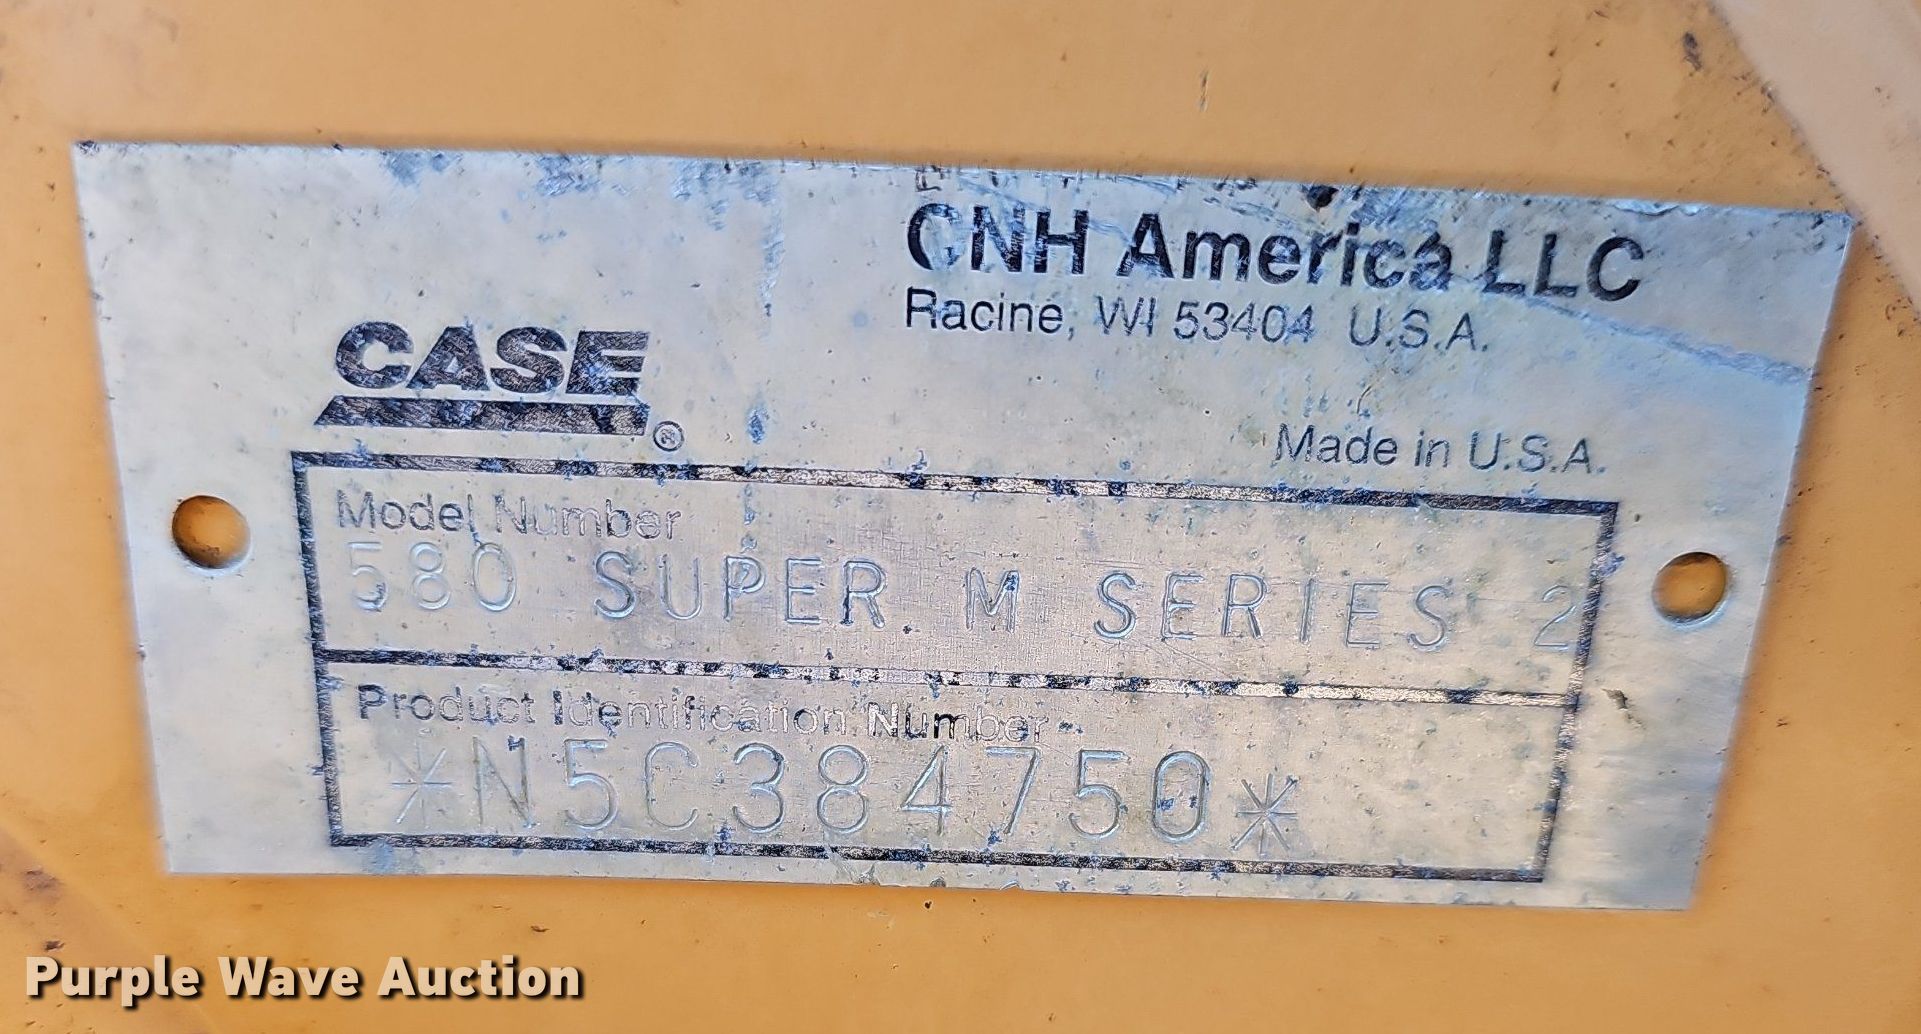 CNH America LLC
Racine, WI 53404 U.S.A.
CASE®
Made in U.S.A.
Model Number
580 SUPER M SERIES 2
Product Identification Number
*N5C384750*
Purple Wave Auction